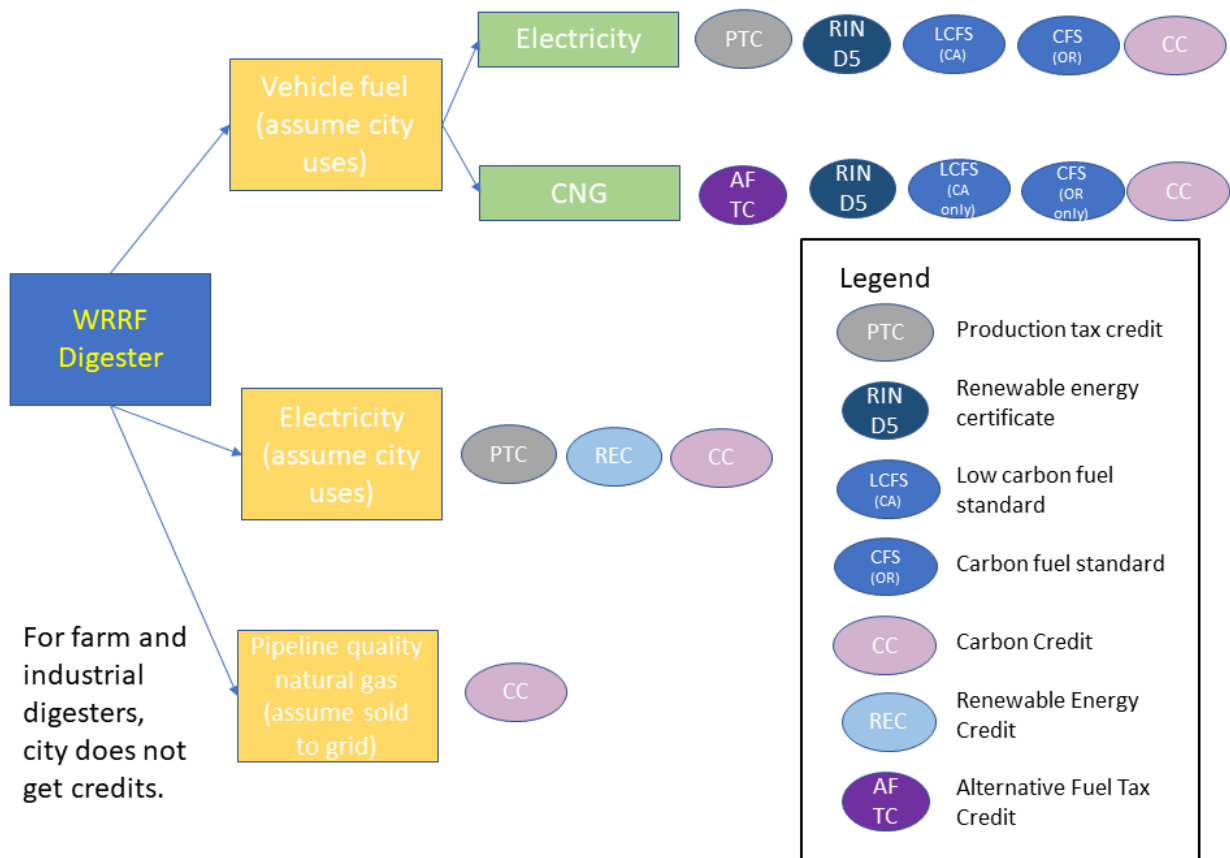 Electricity
PTC
RIN
D5
LCFS
(CA)
CFS
(OR)
CC
Vehicle fuel
(assume city
uses)
CNG
AF
TC
RIN
D5
LCFS
(CA
only)
CFS
(OR
only)
CC
WRRF
Digester
Electricity
(assume city
uses)
PTC
REC
CC
Pipeline quality
natural gas
(assume sold
to grid)
CC
For farm and
industrial
digesters,
city does not
get credits.
Legend
PTC
Production tax credit
RIN
D5
Renewable energy
certificate
LCFS
(CA)
Low carbon fuel
standard
CFS
(OR)
Carbon fuel standard
CC
Carbon Credit
REC
Renewable Energy
Credit
AF
TC
Alternative Fuel Tax
Credit